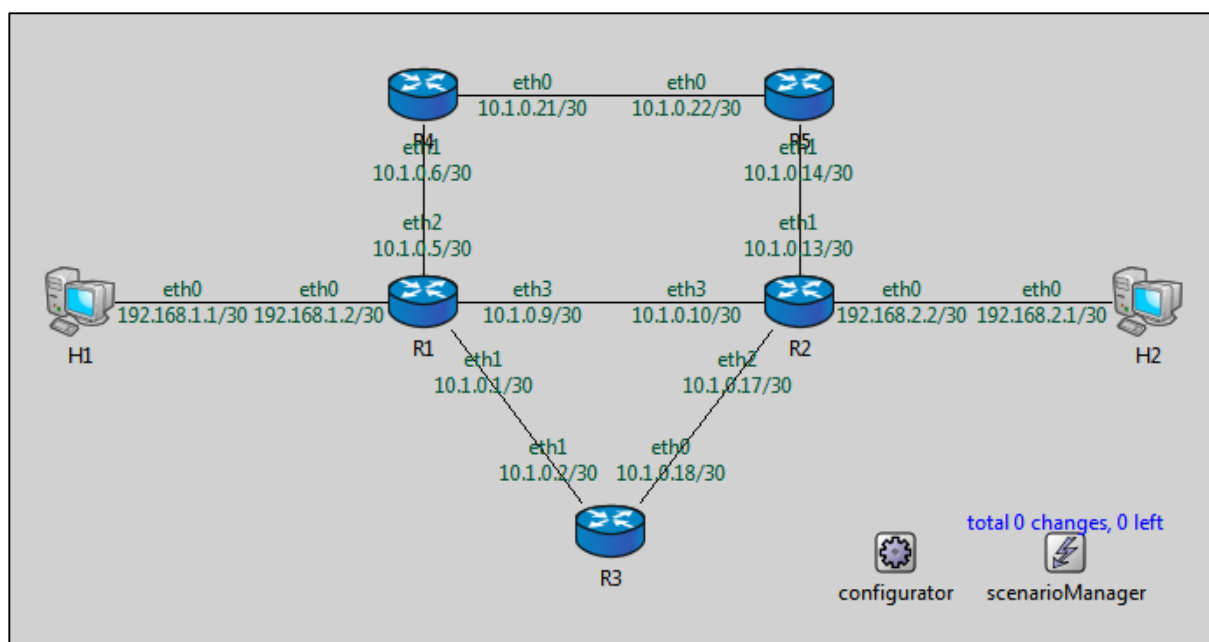 eth0 eth0
10.1.0.21/30 10.1.0.22/30
R4 R5
eth1 eth1
10.1.0.6/30 10.1.0.14/30
eth2 eth1
10.1.0.5/30 10.1.0.13/30
eth0 eth0 eth3 eth3 eth0 eth0
192.168.1.1/30 192.168.1.2/30 10.1.0.9/30 10.1.0.10/30 192.168.2.2/30 192.168.2.1/30
H1 R1 R2 H2
eth1 eth2
10.1.0.1/30 10.1.0.17/30
eth1 eth0
10.1.0.2/30 10.1.0.18/30
total 0 changes, 0 left
R3 configurator scenarioManager